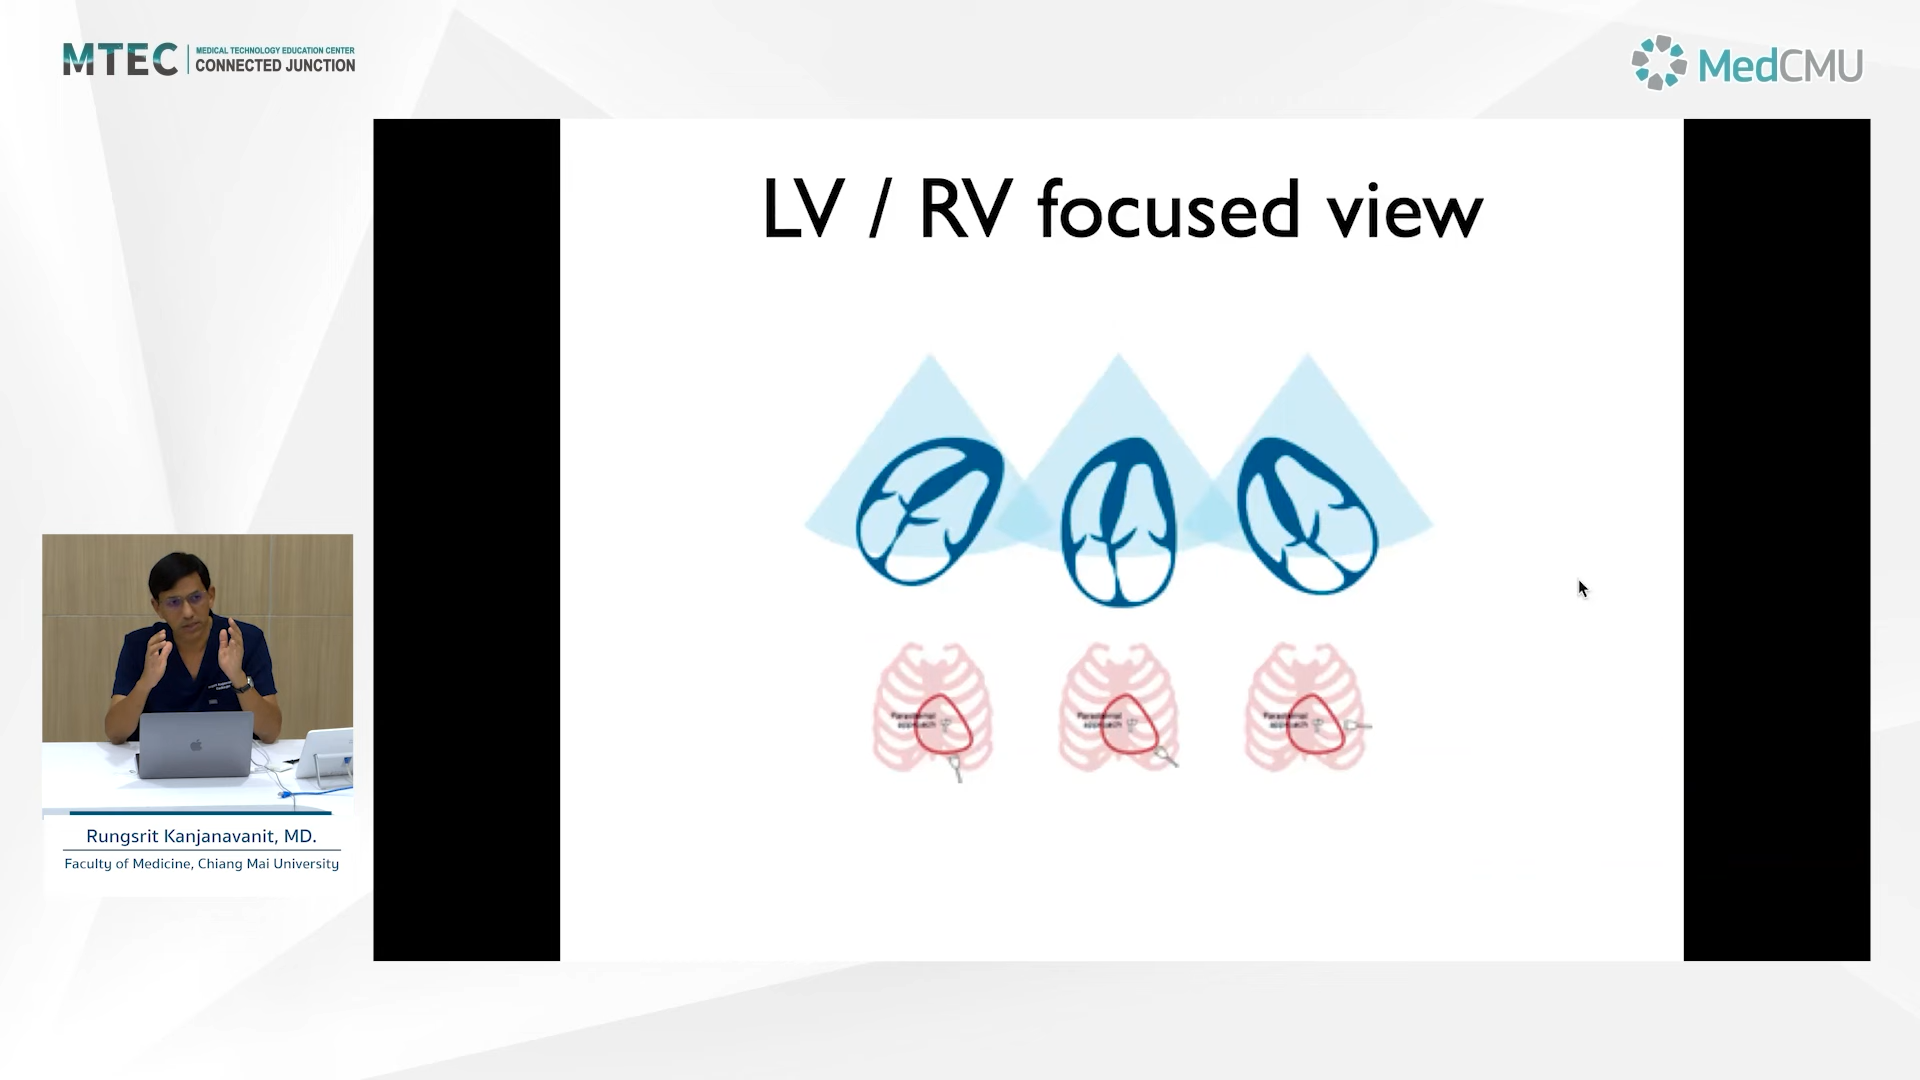 MTEC
MEDICAL TECHNOLOGY EDUCATION CENTER
CONNECTED JUNCTION
MedCMU
LV / RV focused view
Parasternal
approach
Parasternal
approach
Parasternal
approach
Rungsrit Kanjanavanit, MD.
Faculty of Medicine, Chiang Mai University